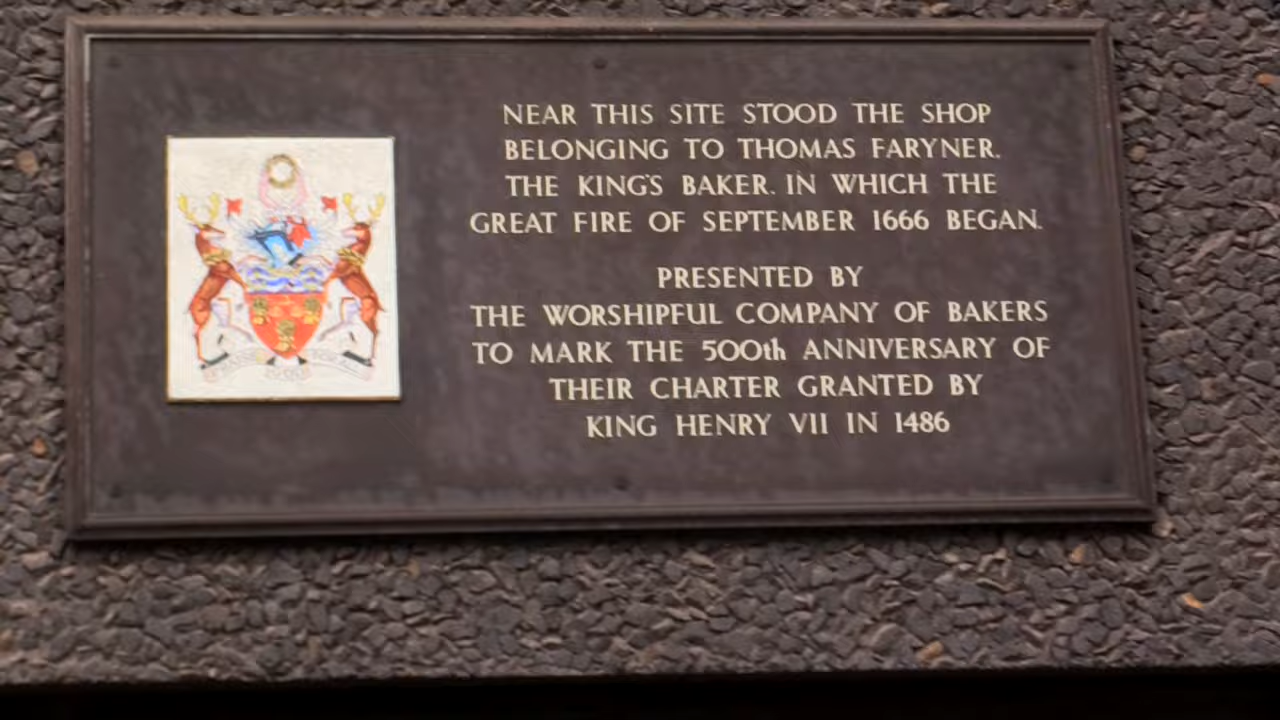 NEAR THIS SITE STOOD THE SHOP
BELONGING TO THOMAS FARYNER.
THE KING'S BAKER. IN WHICH THE
GREAT FIRE OF SEPTEMBER 1666 BEGAN.
PRESENTED BY
THE WORSHIPFUL COMPANY OF BAKERS
TO MARK THE 500th ANNIVERSARY OF
THEIR CHARTER GRANTED BY
KING HENRY VII IN 1486